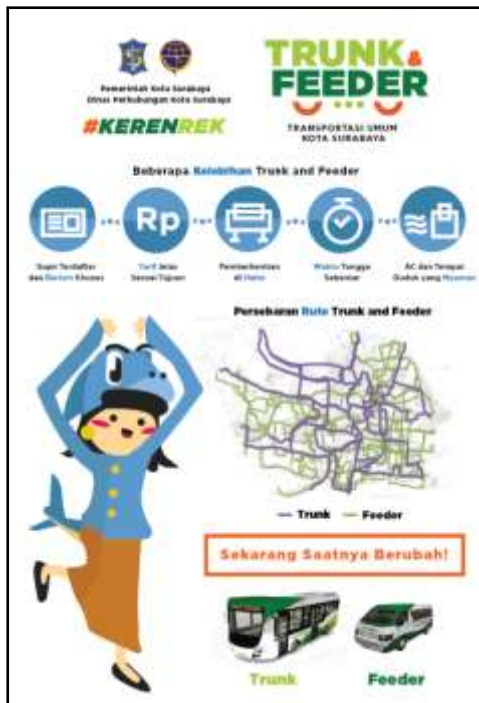 Pemerintah Kota Surabaya
Dinas Perhubungan Kota Surabaya
#KERENREK
TRUNK &
FEEDER
TRANSPORTASI UMUM
KOTA SURABAYA
Beberapa Kelebihan Trunk and Feeder
Rp
Supir Terdaftar
dan Berlisensi Khusus
Tarif Jelas
Sesuai Tujuan
Pemberhentian
di Halte
Waktu Tunggu
Sebentar
AC dan Tempat
Duduk yang Nyaman
Persebaran Rute Trunk and Feeder
Trunk
Feeder
Sekarang Saatnya Berubah!
Trunk
Feeder